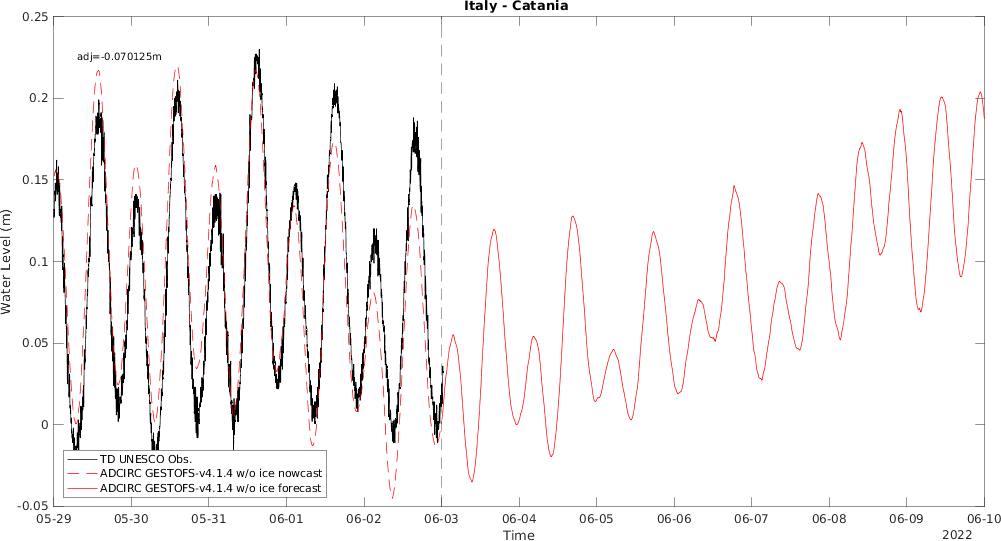 Italy - Catania
0.25
adj=-0.070125m
0.2
0.15
0.1
0.05
0
-0.05
Water Level (m)
TD UNESCO Obs.
ADCIRC GESTOFS-v4.1.4 w/o ice nowcast
ADCIRC GESTOFS-v4.1.4 w/o ice forecast
05-29 05-30 05-31 06-01 06-02 06-03 06-04 06-05 06-06 06-07 06-08 06-09 06-10
Time
2022